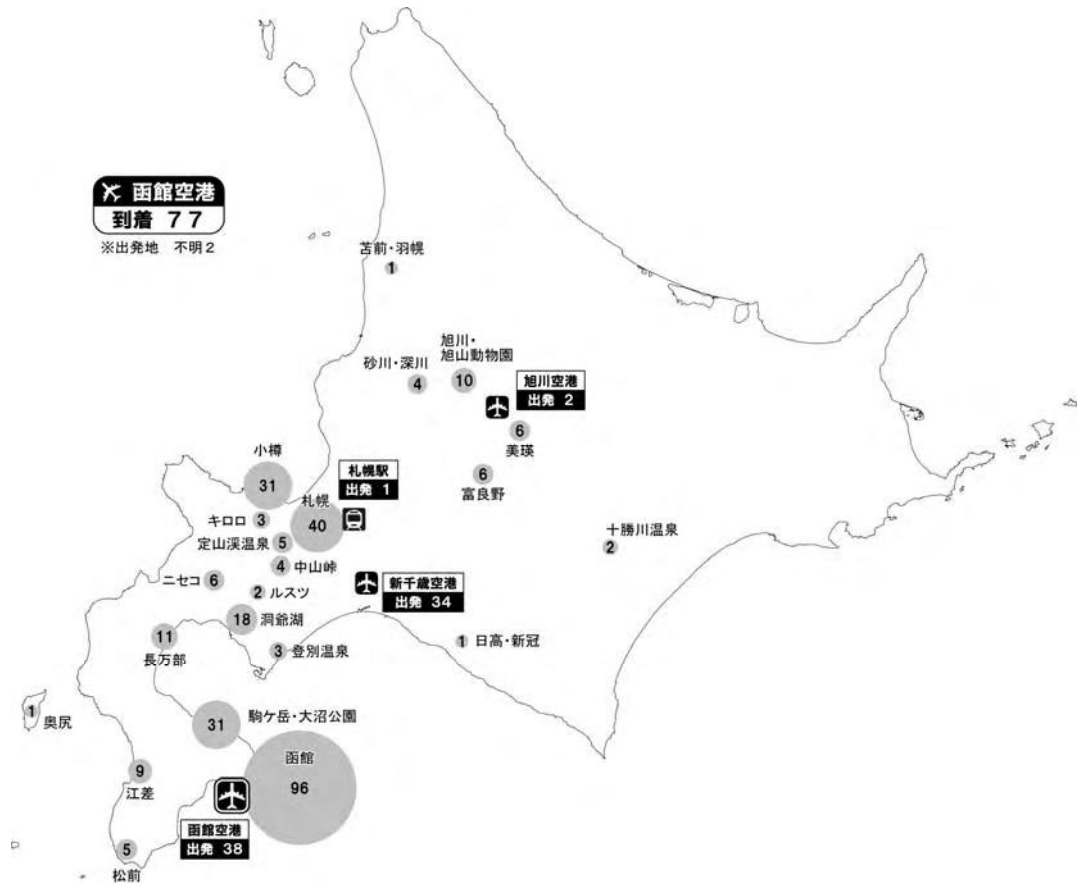 函館空港
到着 77
※出発地 不明2
苫前・羽幌
1
旭川・
旭山動物園
10
砂川・深川
4
旭川空港
出発 2
6
美瑛
6
富良野
小樽
31
札幌駅
出発 1
札幌
40
キロロ
3
定山渓温泉
5
4
中山峠
十勝川温泉
2
ニセコ
6
2
ルスツ
新千歳空港
出発 34
18
洞爺湖
11
長万部
3
登別温泉
1
日高・新冠
1
奥尻
31
駒ケ岳・大沼公園
函館
96
9
江差
函館空港
出発 38
5
松前